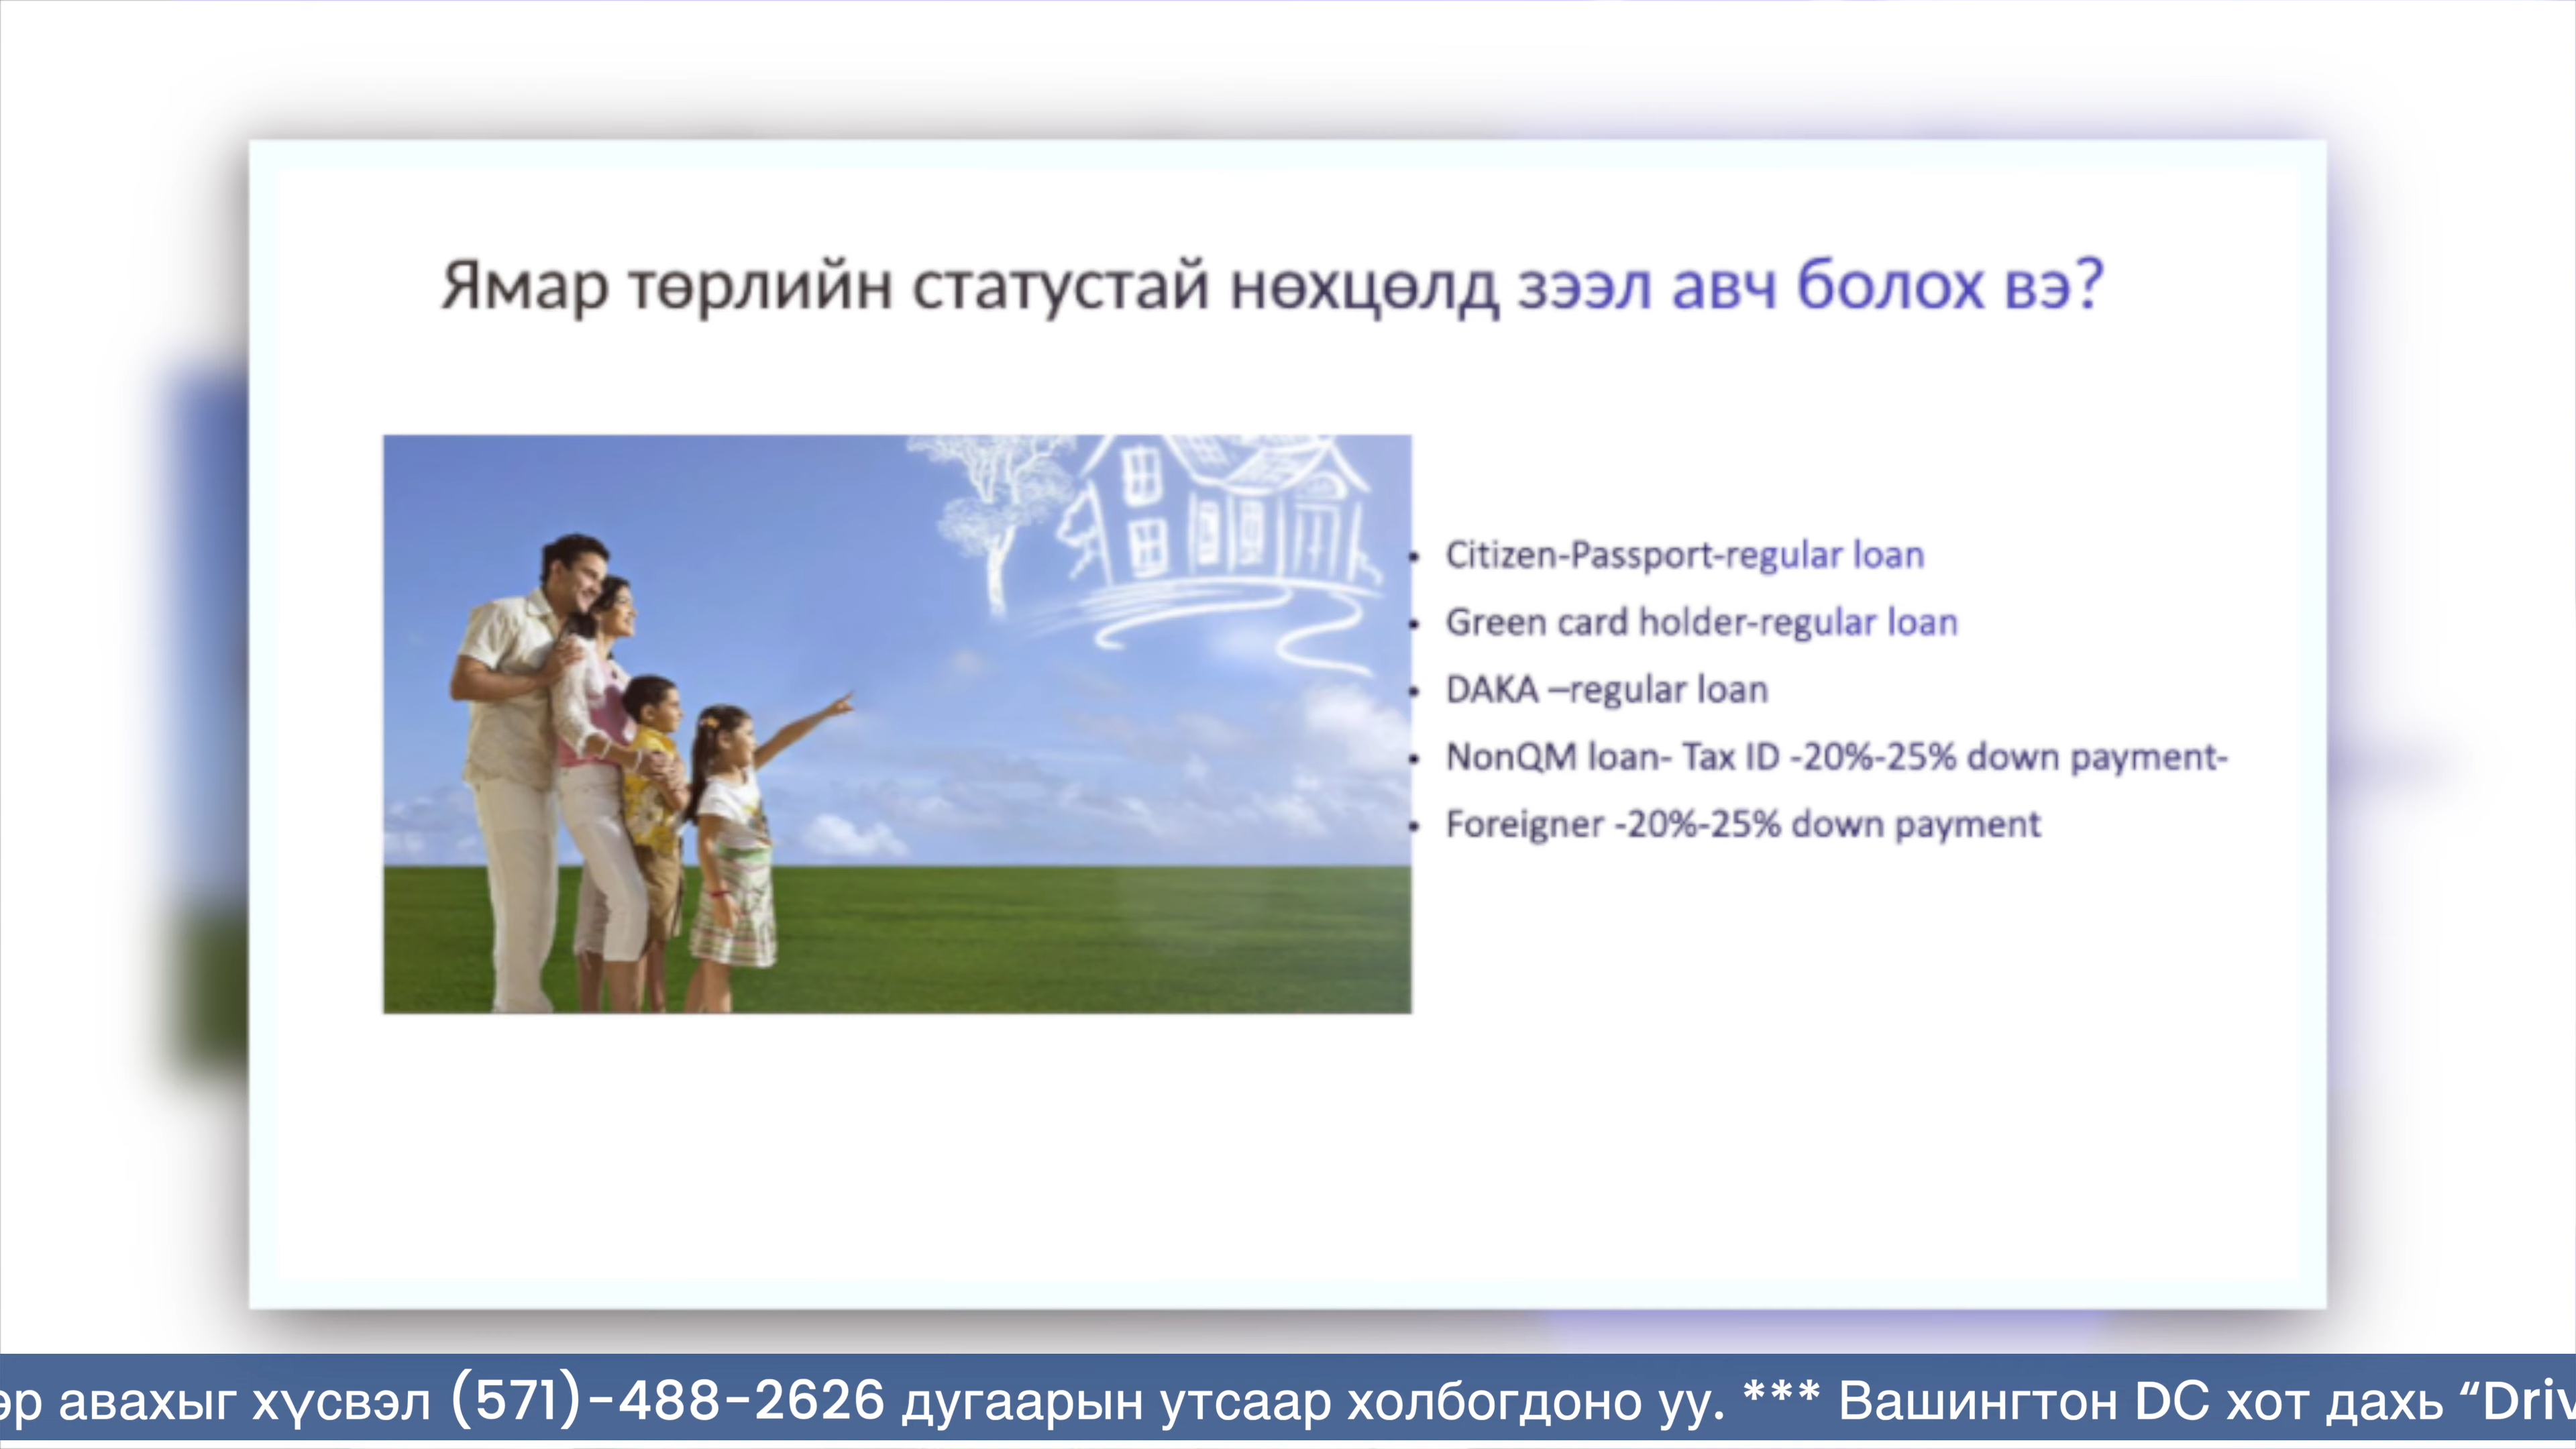 Ямар төрлийн статустай нөхцөлд зээл авч болох вэ?
• Citizen-Passport-regular loan
• Green card holder-regular loan
• DAKA –regular loan
• NonQM loan- Tax ID -20%-25% down payment-
• Foreigner -20%-25% down payment
авахыг хүсвэл (571)-488-2626 дугаарын утсаар холбогдоно уу. *** Вашингтон DC хот дахь